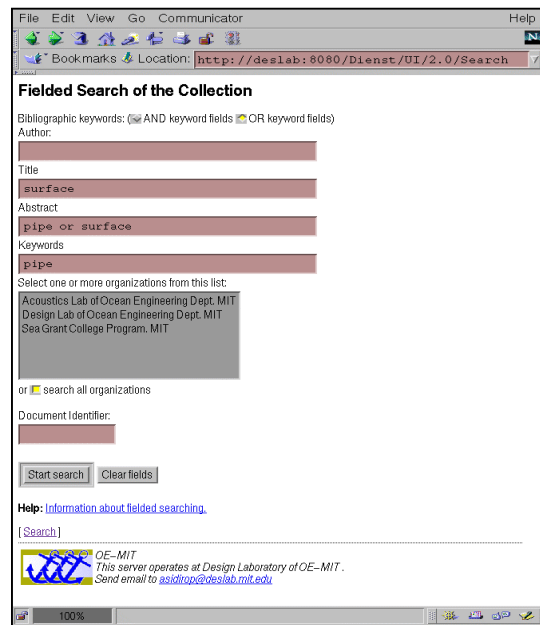 File Edit View Go Communicator Help
N
Bookmarks Location: http://deslab:8080/Dienst/UI/2.0/Search
Fielded Search of the Collection
Bibliographic keywords: (AND keyword fields OR keyword fields)
Author:
Title
surface
Abstract
pipe or surface
Keywords
pipe
Select one or more organizations from this list:
Acoustics Lab of Ocean Engineering Dept. MIT
Design Lab of Ocean Engineering Dept. MIT
Sea Grant College Program. MIT
or search all organizations
Document Identifier:
Start search Clear fields
Help: Information about fielded searching.
[ Search ]
OE-MIT
This server operates at Design Laboratory of OE-MIT .
Send email to asidirop@deslab.mit.edu
100%